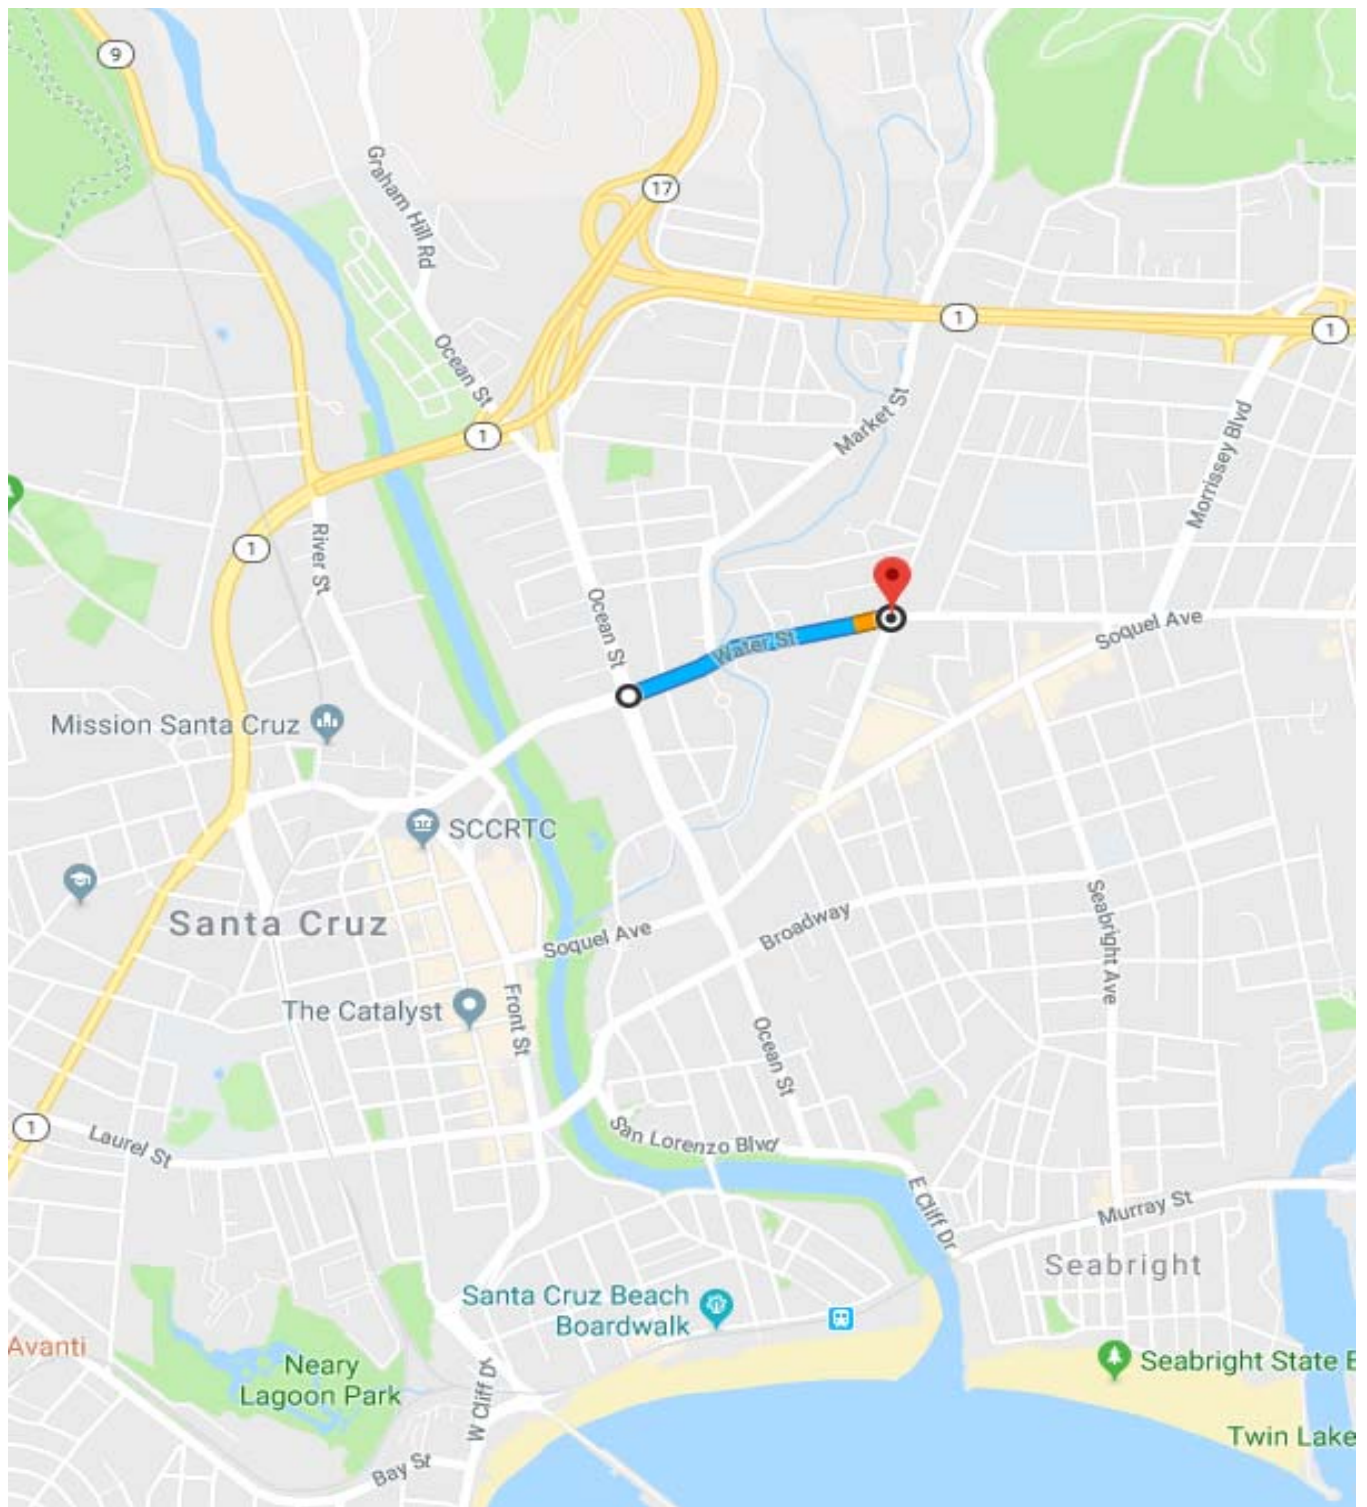 9
Graham Hill Rd
17
1
1
Ocean St
1
Market St
Morrissey Blvd
1
River St
Ocean St
Water St
Soquel Ave
Mission Santa Cruz
SCCRTC
Santa Cruz
Soquel Ave
Broadway
Seabright Ave
The Catalyst
Front St
Ocean St
1
Laurel St
San Lorenzo Blvd
E Cliff Dr
Murray St
Seabright
Santa Cruz Beach
Boardwalk
Avanti
Neary
Lagoon Park
W Cliff Dr
Seabright State B
Twin Lake
Bay St